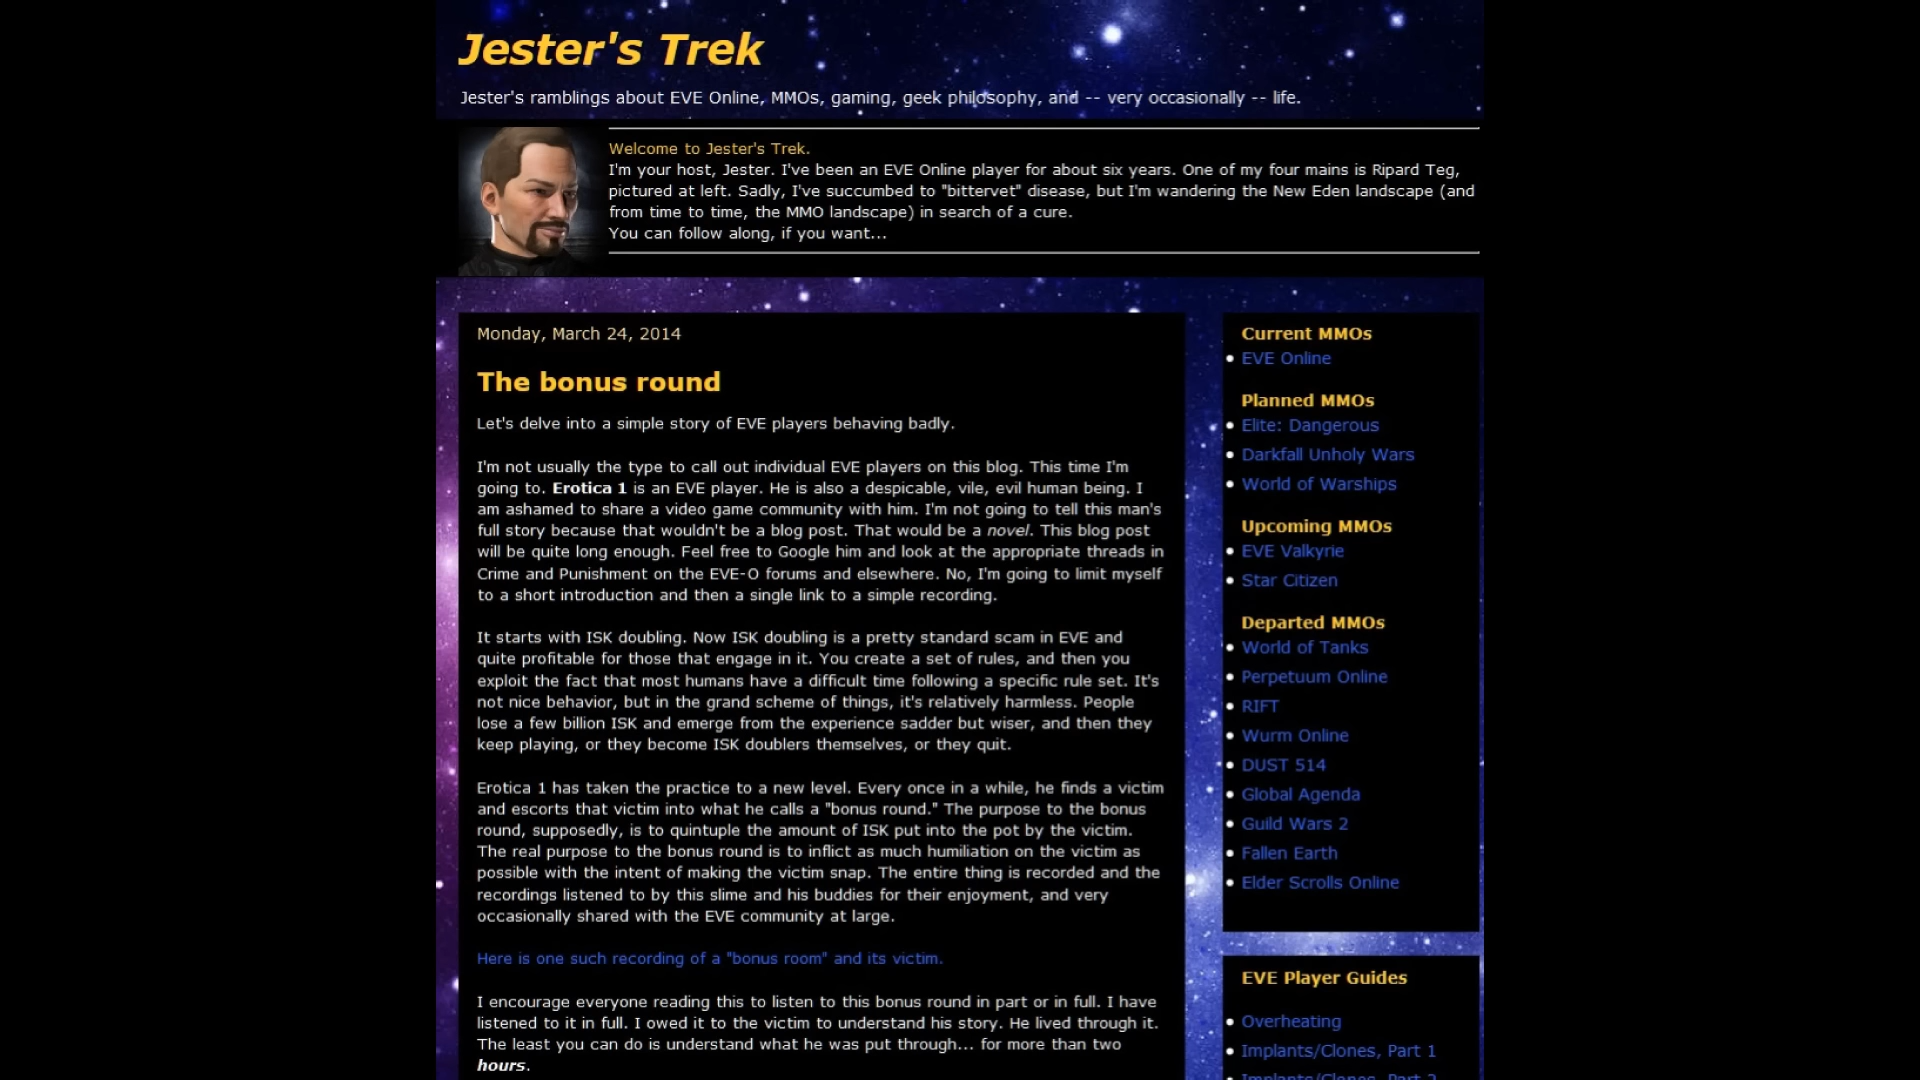 Jester's Trek
Jester's ramblings about EVE Online, MMOs, gaming, geek philosophy, and -- very occasionally -- life.
Welcome to Jester's Trek.
I'm your host, Jester. I've been an EVE Online player for about six years. One of my four mains is Ripard Teg,
pictured at left. Sadly, I've succumbed to "bittervet" disease, but I'm wandering the New Eden landscape (and
from time to time, the MMO landscape) in search of a cure.
You can follow along, if you want...
Monday, March 24, 2014
The bonus round
Let's delve into a simple story of EVE players behaving badly.
I'm not usually the type to call out individual EVE players on this blog. This time I'm
going to. Erotica 1 is an EVE player. He is also a despicable, vile, evil human being. I
am ashamed to share a video game community with him. I'm not going to tell this man's
full story because that wouldn't be a blog post. That would be a novel. This blog post
will be quite long enough. Feel free to Google him and look at the appropriate threads in
Crime and Punishment on the EVE-O forums and elsewhere. No, I'm going to limit myself
to a short introduction and then a single link to a simple recording.
It starts with ISK doubling. Now ISK doubling is a pretty standard scam in EVE and
quite profitable for those that engage in it. You create a set of rules, and then you
exploit the fact that most humans have a difficult time following a specific rule set. It's
not nice behavior, but in the grand scheme of things, it's relatively harmless. People
lose a few billion ISK and emerge from the experience sadder but wiser, and then they
keep playing, or they become ISK doublers themselves, or they quit.
Erotica 1 has taken the practice to a new level. Every once in a while, he finds a victim
and escorts that victim into what he calls a "bonus round." The purpose to the bonus
round, supposedly, is to quintuple the amount of ISK put into the pot by the victim.
The real purpose to the bonus round is to inflict as much humiliation on the victim as
possible with the intent of making the victim snap. The entire thing is recorded and the
recordings listened to by this slime and his buddies for their enjoyment, and very
occasionally shared with the EVE community at large.
Here is one such recording of a "bonus room" and its victim.
I encourage everyone reading this to listen to this bonus round in part or in full. I have
listened to it in full. I owed it to the victim to understand his story. He lived through it.
The least you can do is understand what he was put through... for more than two
hours.
Current MMOs
EVE Online
Planned MMOs
Elite: Dangerous
Darkfall Unholy Wars
World of Warships
Upcoming MMOs
EVE Valkyrie
Star Citizen
Departed MMOs
World of Tanks
Perpetuum Online
RIFT
Wurm Online
DUST 514
Global Agenda
Guild Wars 2
Fallen Earth
Elder Scrolls Online
EVE Player Guides
Overheating
Implants/Clones, Part 1
Implants/Clones, Part 2